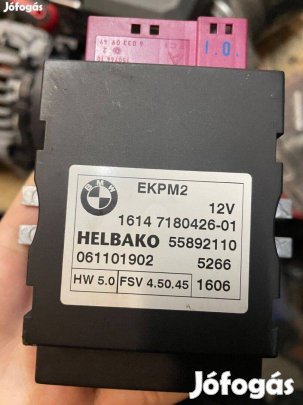 Jófogás
1.0
BMW
EKPM2
12V
1614 7180426-01
HELBAKO 55892110
061101902 5266
HW 5.0 FSV 4.50.45 1606
Jófogás